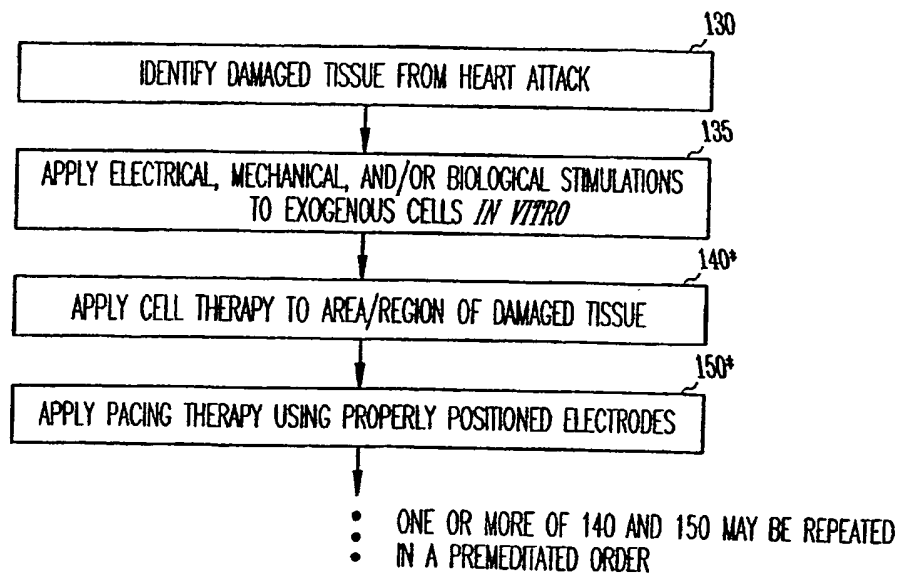 130
IDENTIFY DAMAGED TISSUE FROM HEART ATTACK
135
APPLY ELECTRICAL, MECHANICAL, AND/OR BIOLOGICAL STIMULATIONS
TO EXOGENOUS CELLS IN VITRO
140*
APPLY CELL THERAPY TO AREA/REGION OF DAMAGED TISSUE
150*
APPLY PACING THERAPY USING PROPERLY POSITIONED ELECTRODES
ONE OR MORE OF 140 AND 150 MAY BE REPEATED
IN A PREMEDITATED ORDER